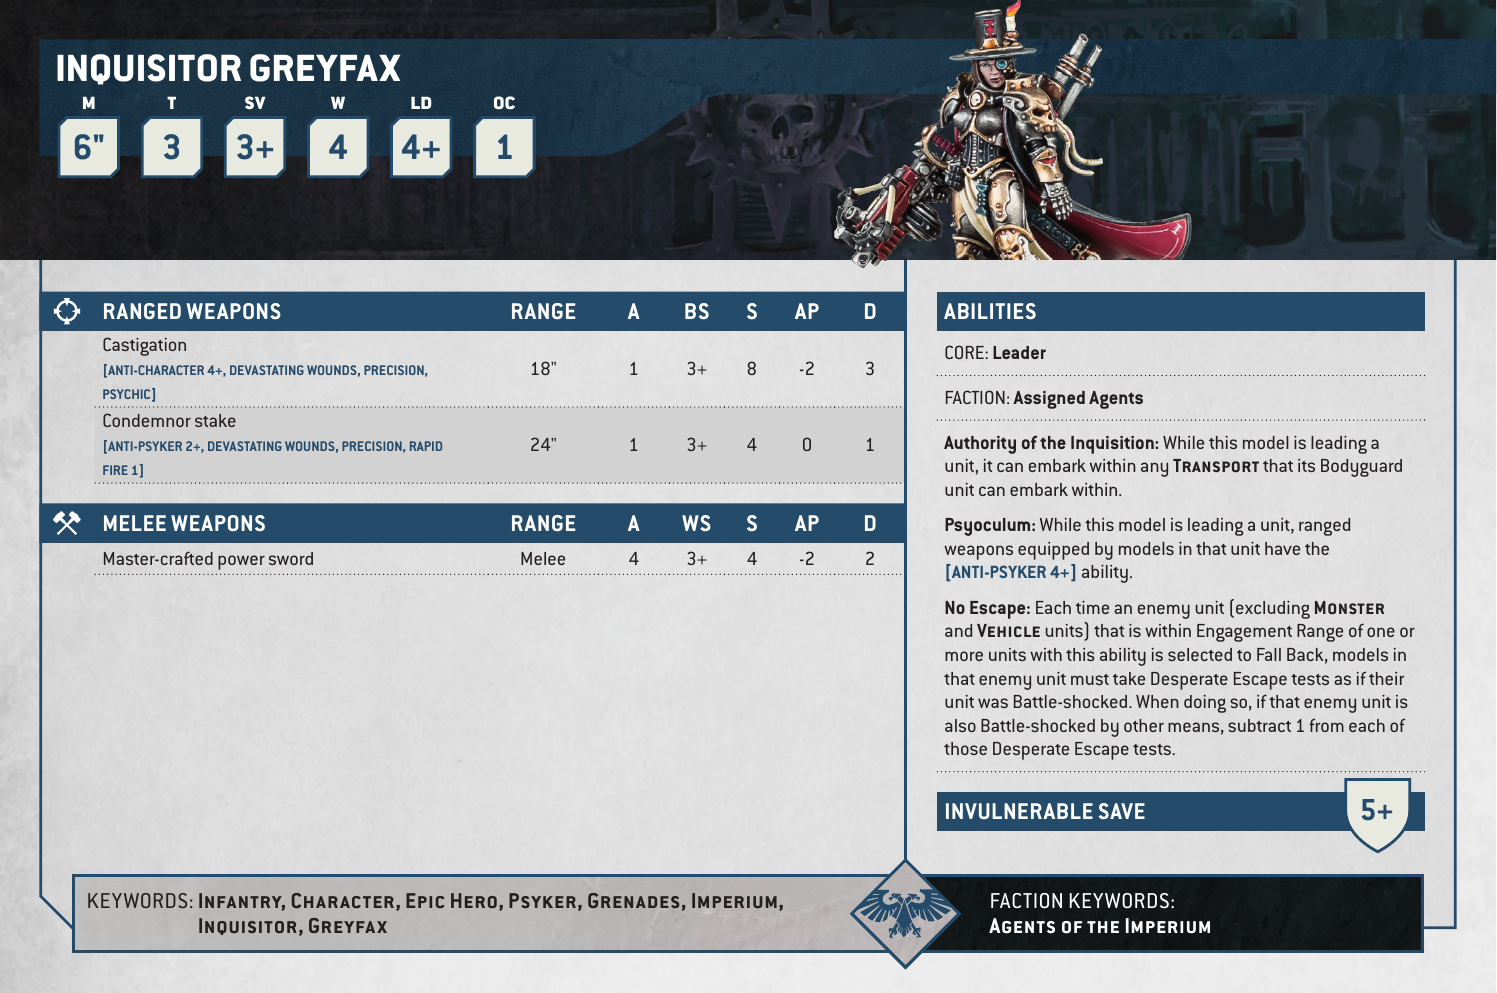 INQUISITOR GREYFAX
M T SV W LD OC
6" 3 3+ 4 4+ 1
RANGED WEAPONS RANGE A BS S AP D
Castigation
[ANTI-CHARACTER 4+, DEVASTATING WOUNDS, PRECISION,
PSYCHIC]
18" 1 3+ 8 -2 3
Condemnor stake
[ANTI-PSYKER 2+, DEVASTATING WOUNDS, PRECISION, RAPID
FIRE 1]
24" 1 3+ 4 0 1
MELEE WEAPONS RANGE A WS S AP D
Master-crafted power sword Melee 4 3+ 4 -2 2
ABILITIES
CORE: Leader
FACTION: Assigned Agents
Authority of the Inquisition: While this model is leading a
unit, it can embark within any TRANSPORT that its Bodyguard
unit can embark within.
Psyoculum: While this model is leading a unit, ranged
weapons equipped by models in that unit have the
[ANTI-PSYKER 4+] ability.
No Escape: Each time an enemy unit (excluding MONSTER
and VEHICLE units) that is within Engagement Range of one or
more units with this ability is selected to Fall Back, models in
that enemy unit must take Desperate Escape tests as if their
unit was Battle-shocked. When doing so, if that enemy unit is
also Battle-shocked by other means, subtract 1 from each of
those Desperate Escape tests.
INVULNERABLE SAVE 5+
KEYWORDS: INFANTRY, CHARACTER, EPIC HERO, PSYKER, GRENADES, IMPERIUM,
INQUISITOR, GREYFAX
FACTION KEYWORDS:
AGENTS OF THE IMPERIUM